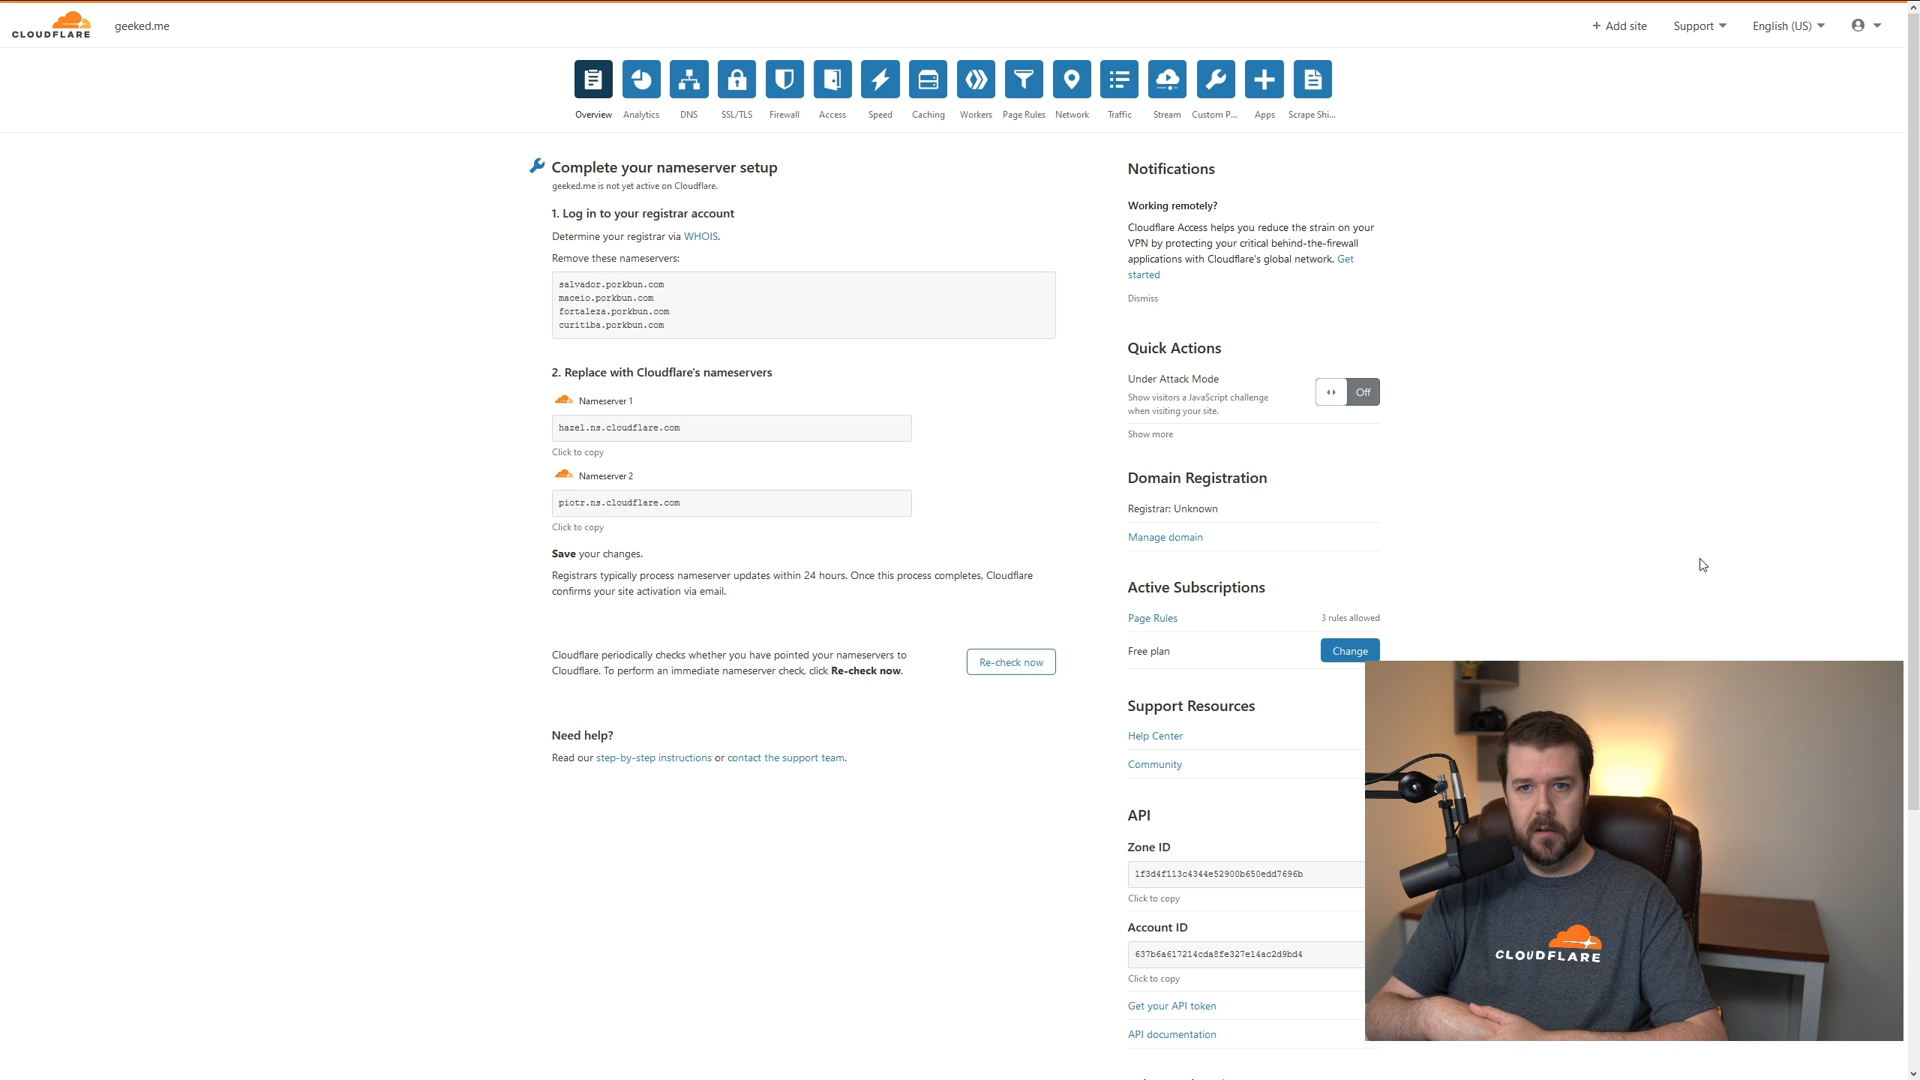 CLOUDFLARE
geeked.me
+ Add site
Support
English (US)
Overview
Analytics
DNS
SSL/TLS
Firewall
Access
Speed
Caching
Workers
Page Rules
Network
Traffic
Stream
Custom P...
Apps
Scrape Shi...
Complete your nameserver setup
geeked.me is not yet active on Cloudflare.
1. Log in to your registrar account
Determine your registrar via WHOIS.
Remove these nameservers:
salvador.porkbun.com
maceio.porkbun.com
fortaleza.porkbun.com
curitiba.porkbun.com
2. Replace with Cloudflare's nameservers
Nameserver 1
hazel.ns.cloudflare.com
Click to copy
Nameserver 2
piotr.ns.cloudflare.com
Click to copy
Save your changes.
Registrars typically process nameserver updates within 24 hours. Once this process completes, Cloudflare
confirms your site activation via email.
Cloudflare periodically checks whether you have pointed your nameservers to
Cloudflare. To perform an immediate nameserver check, click Re-check now.
Re-check now
Need help?
Read our step-by-step instructions or contact the support team.
Notifications
Working remotely?
Cloudflare Access helps you reduce the strain on your
VPN by protecting your critical behind-the-firewall
applications with Cloudflare's global network. Get
started
Dismiss
Quick Actions
Under Attack Mode
Show visitors a JavaScript challenge
when visiting your site.
Off
Show more
Domain Registration
Registrar: Unknown
Manage domain
Active Subscriptions
Page Rules
3 rules allowed
Free plan
Change
Support Resources
Help Center
Community
API
Zone ID
1f3d4f113c4344e52900b650edd7696b
Click to copy
Account ID
637b6a617214cda8fe327e14ac2d9bd4
Click to copy
Get your API token
API documentation
CLOUDFLARE